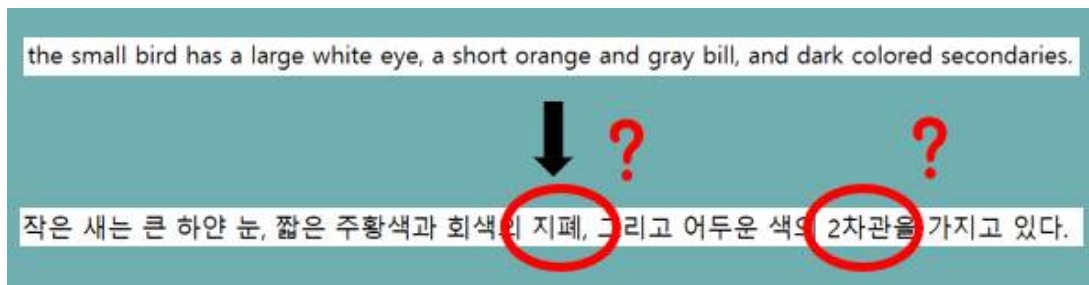 the small bird has a large white eye, a short orange and gray bill, and dark colored secondaries.
? ?
작은 새는 큰 하얀 눈, 짧은 주황색과 회색의 지폐, 그리고 어두운 색의 2차관을 가지고 있다.